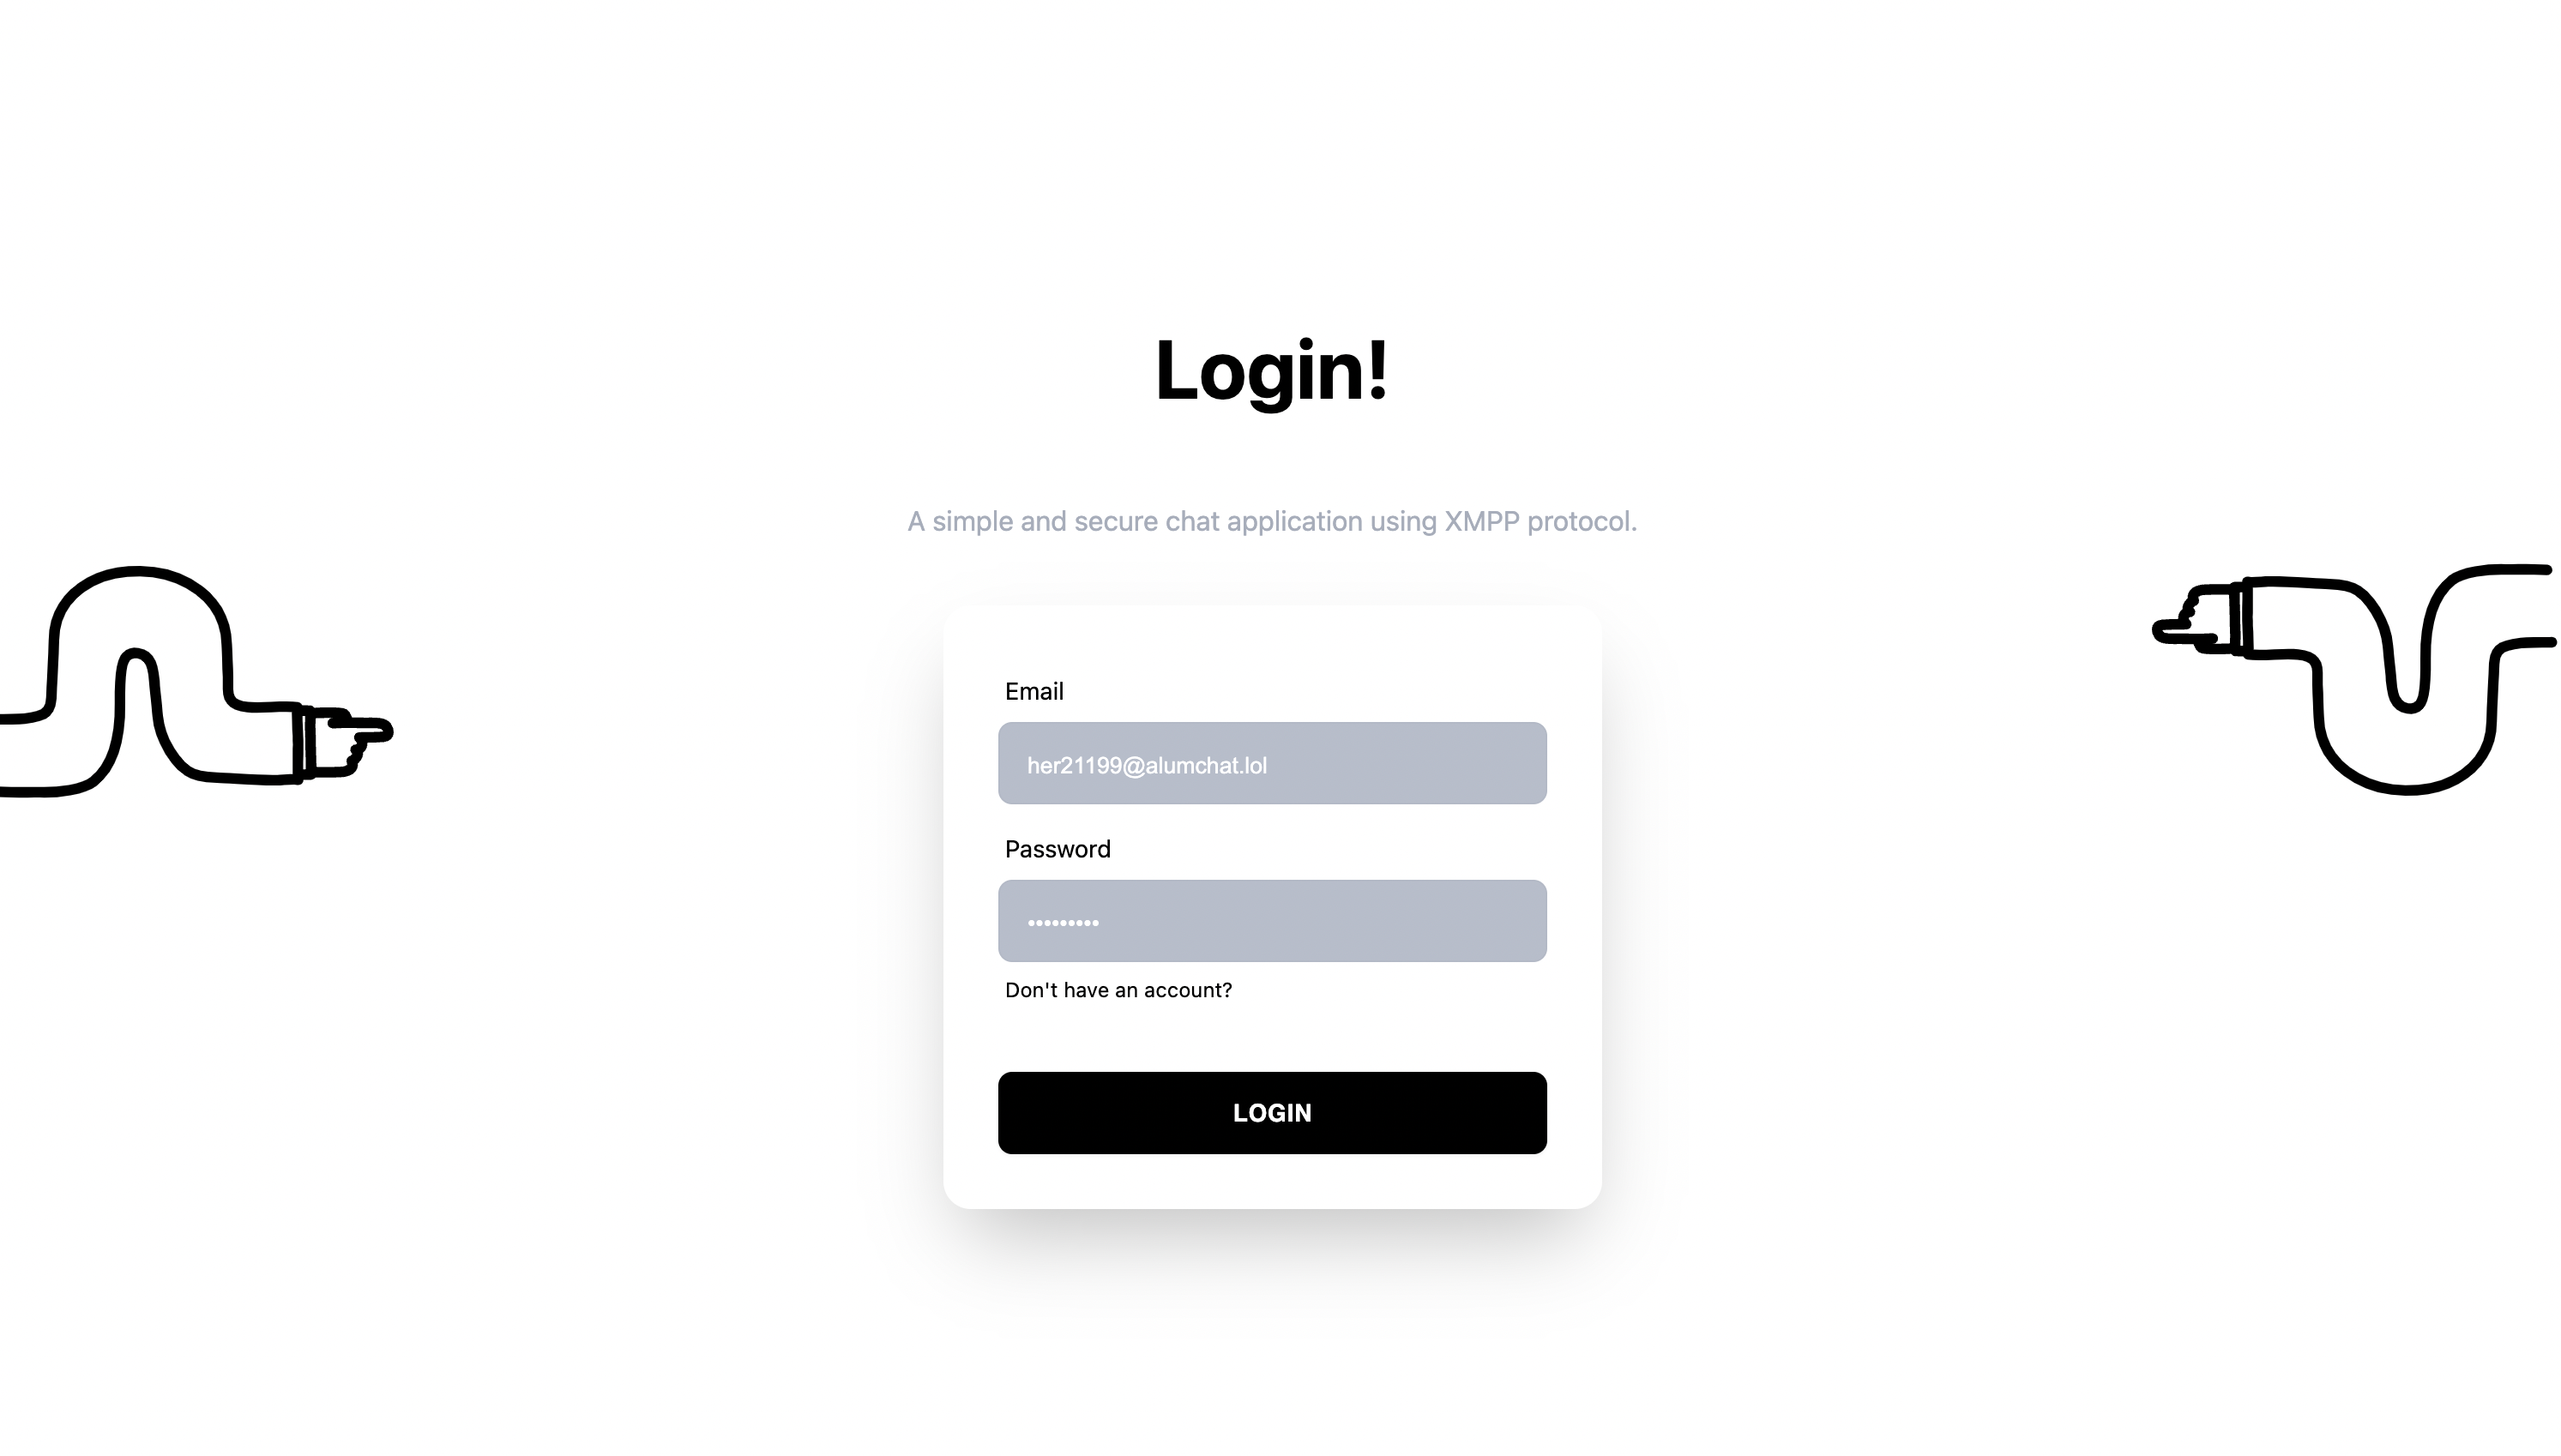 Login!
A simple and secure chat application using XMPP protocol.
Email
her21199@alumchat.lol
Password
•••••••••
Don't have an account?
LOGIN